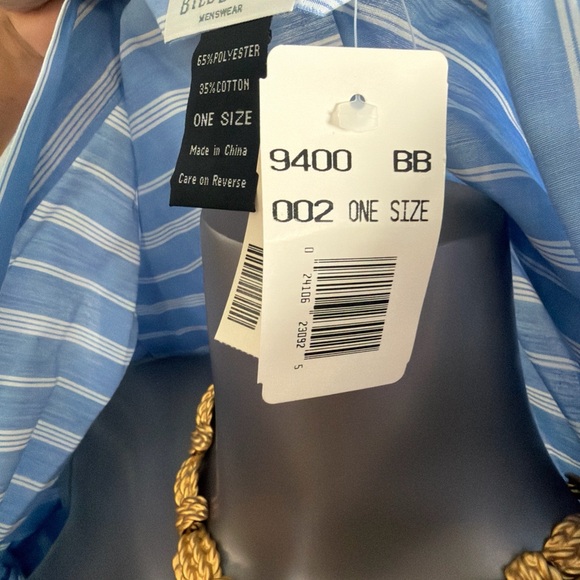 MENSWEAR
65%POLYESTER
35%COTTON
ONE SIZE
Made in China
Care on Reverse
9400 BB
002 ONE SIZE
0 24106 23092 5